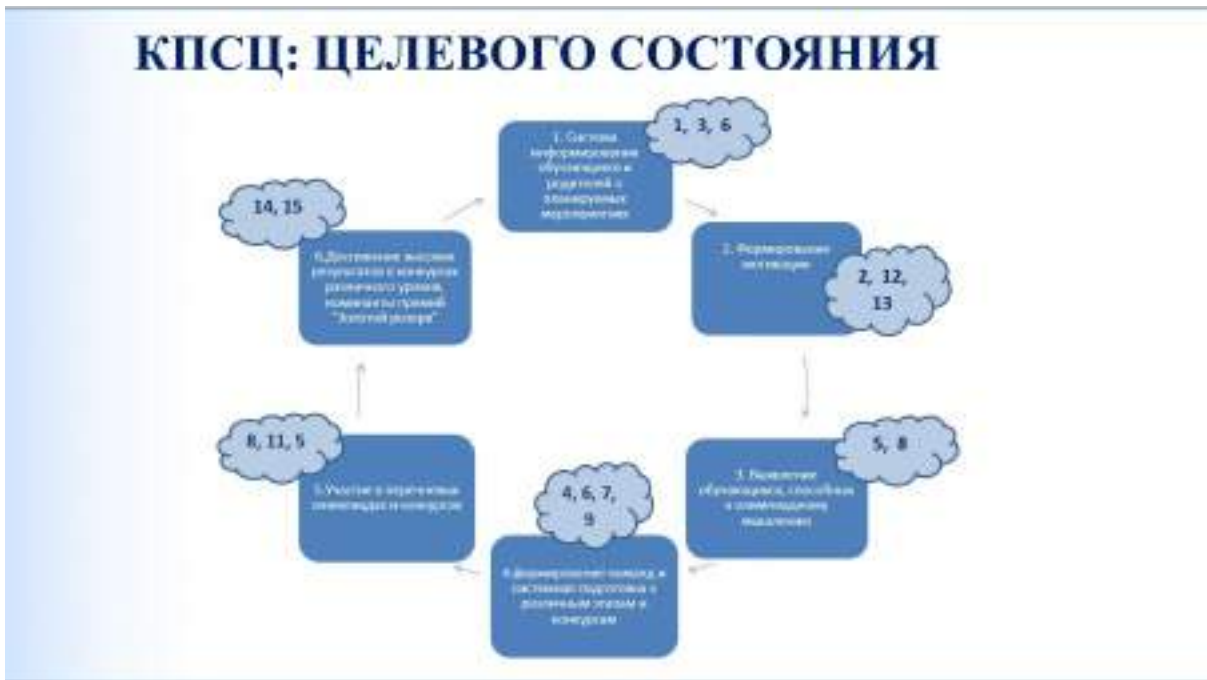 КПСЦ: ЦЕЛЕВОГО СОСТОЯНИЯ
1, 3, 6
1. Система
информирования
обучающихся и
родителей о
планируемых
мероприятиях
2. Формирование
мотивации
2, 12,
13
5, 8
3. Выявление
обучающихся, способных
к олимпиадному
мышлению
4, 6, 7,
9
4.Формирование команд и
системная подготовка к
различным этапам и
конкурсам
8, 11, 5
5.Участие в перечневых
олимпиадах и конкурсах
14, 15
6.Достижение высоких
результатов в конкурсах
различного уровня,
номинанты премий
"Золотой резерв"